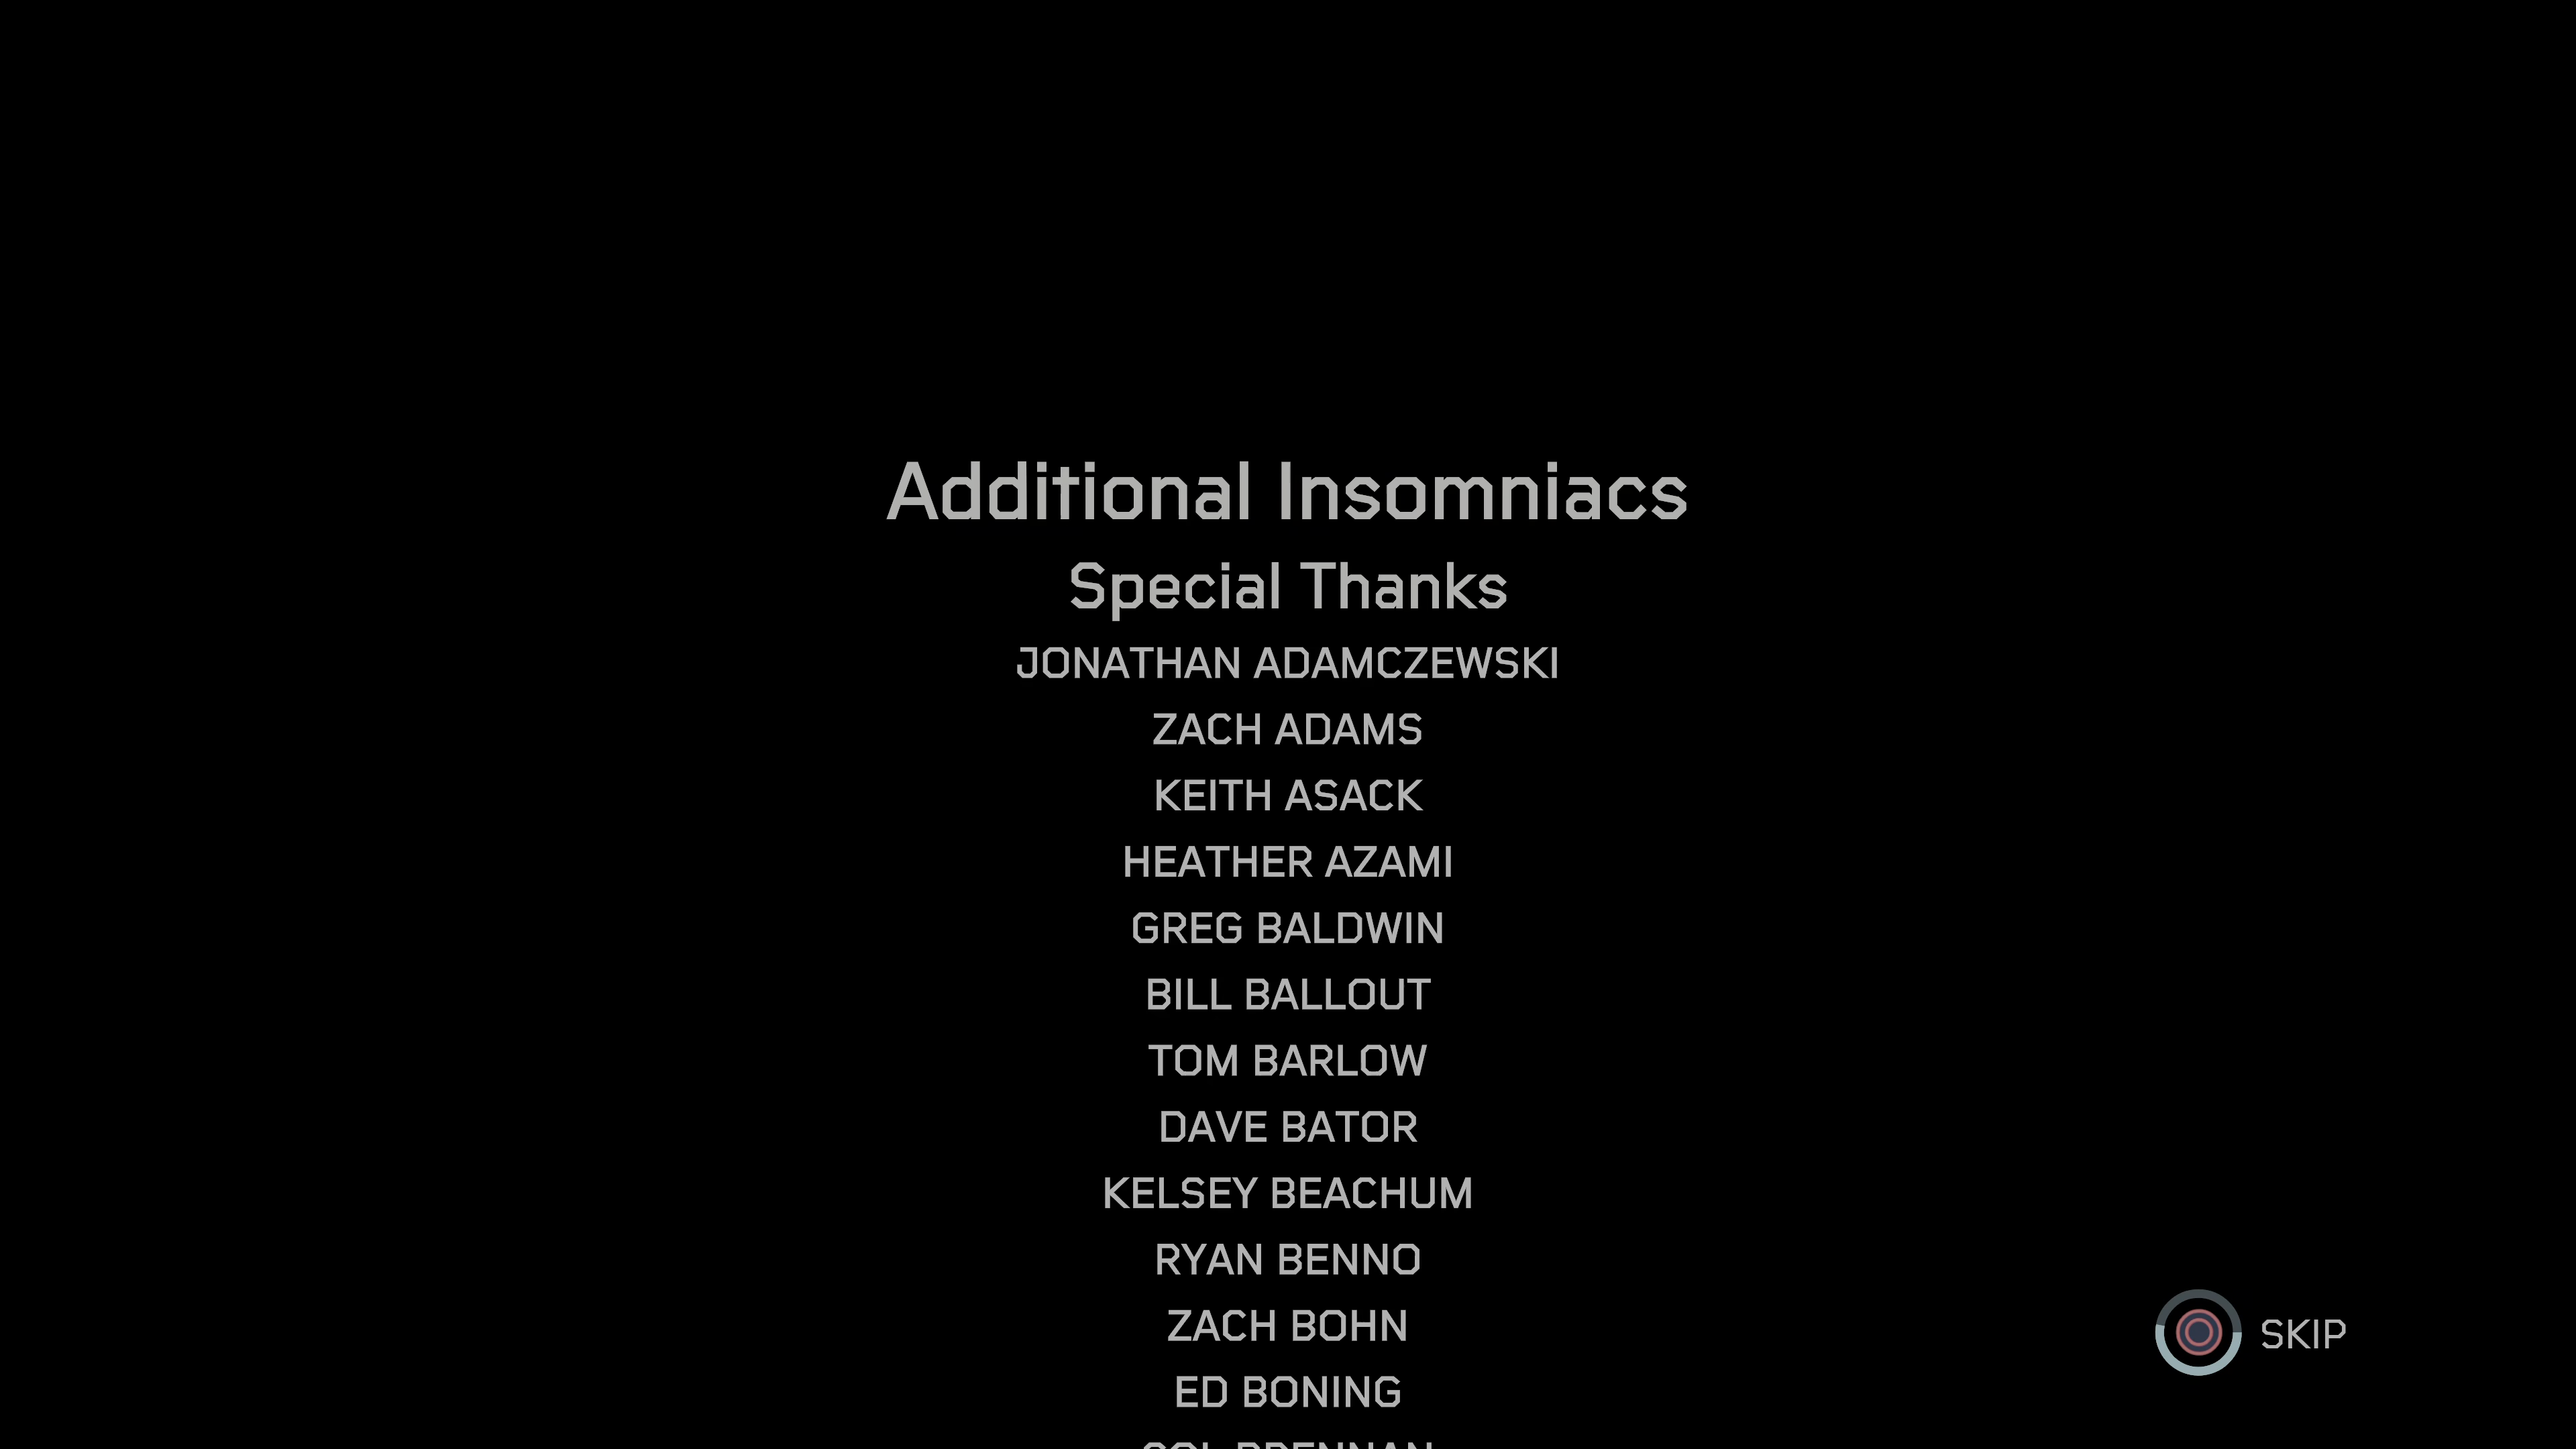 Additional Insomniacs
Special Thanks
JONATHAN ADAMCZEWSKI
ZACH ADAMS
KEITH ASACK
HEATHER AZAMI
GREG BALDWIN
BILL BALLOUT
TOM BARLOW
DAVE BATOR
KELSEY BEACHUM
RYAN BENNO
ZACH BOHN
ED BONING
BRENNAN
SKIP